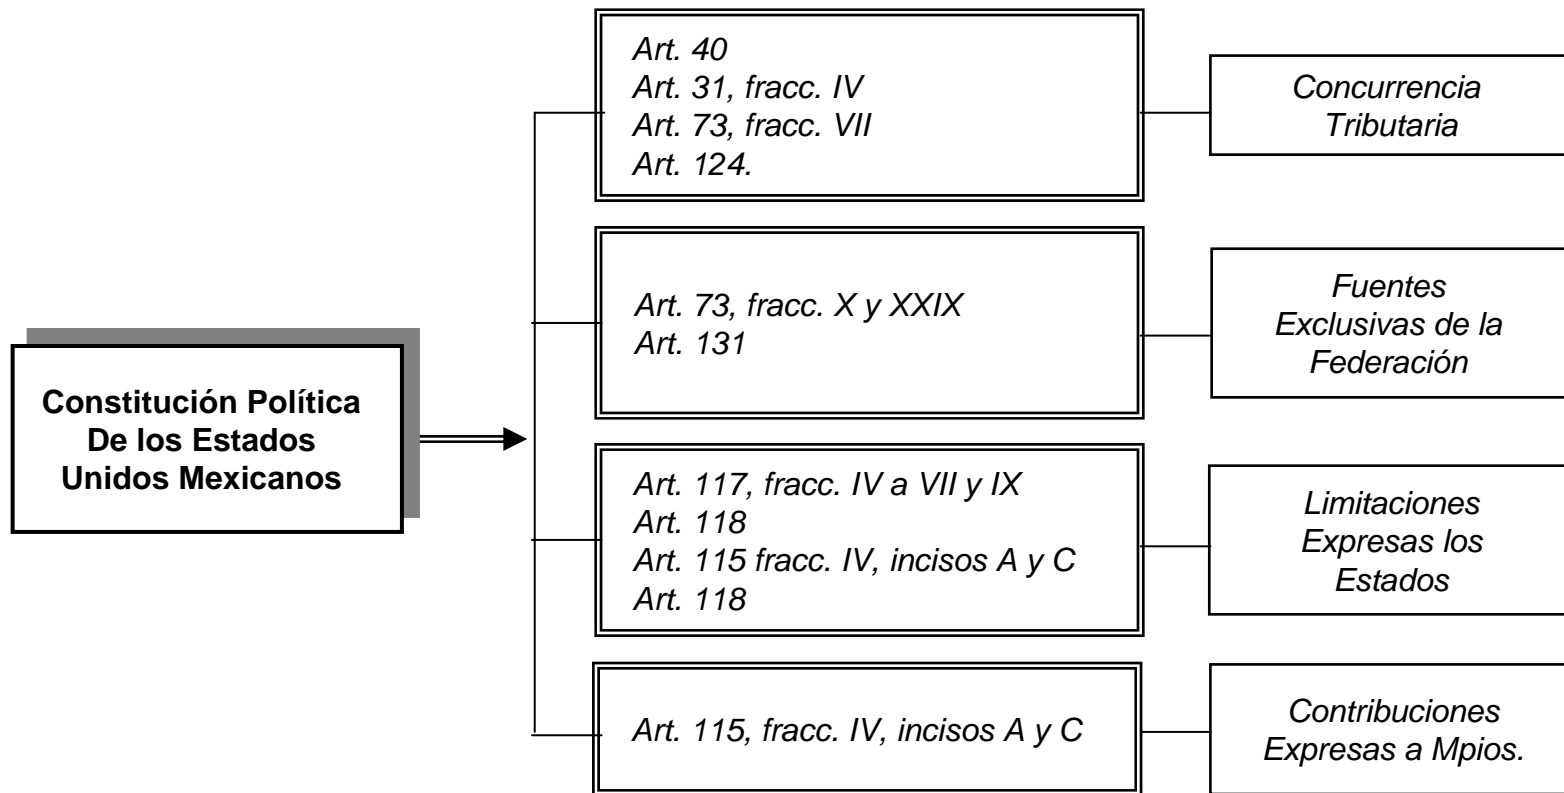 Constitución Política
De los Estados
Unidos Mexicanos
Art. 40
Art. 31, fracc. IV
Art. 73, fracc. VII
Art. 124.
Concurrencia
Tributaria
Art. 73, fracc. X y XXIX
Art. 131
Fuentes
Exclusivas de la
Federación
Art. 117, fracc. IV a VII y IX
Art. 118
Art. 115 fracc. IV, incisos A y C
Art. 118
Limitaciones
Expresas los
Estados
Art. 115, fracc. IV, incisos A y C
Contribuciones
Expresas a Mpios.